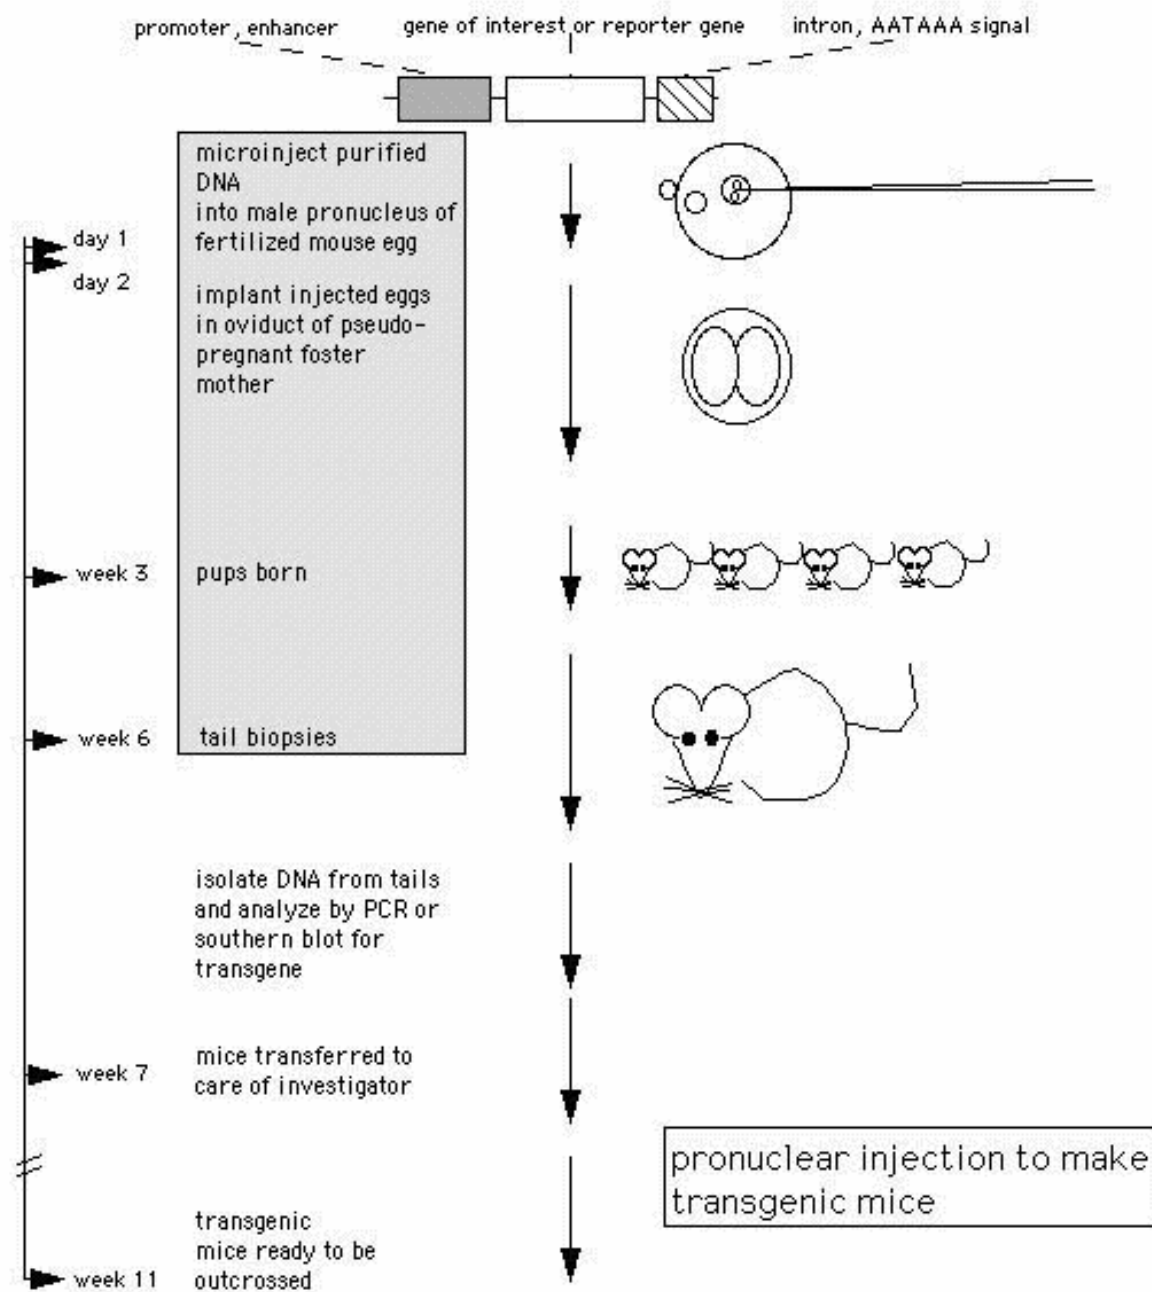 promoter, enhancer
gene of interest or reporter gene
intron, AATAAA signal
microinject purified
DNA
into male pronucleus of
fertilized mouse egg
day 1
day 2
implant injected eggs
in oviduct of pseudo-
pregnant foster
mother
week 3
pups born
week 6
tail biopsies
isolate DNA from tails
and analyze by PCR or
southern blot for
transgene
week 7
mice transferred to
care of investigator
pronuclear injection to make
transgenic mice
transgenic
mice ready to be
outcrossed
week 11